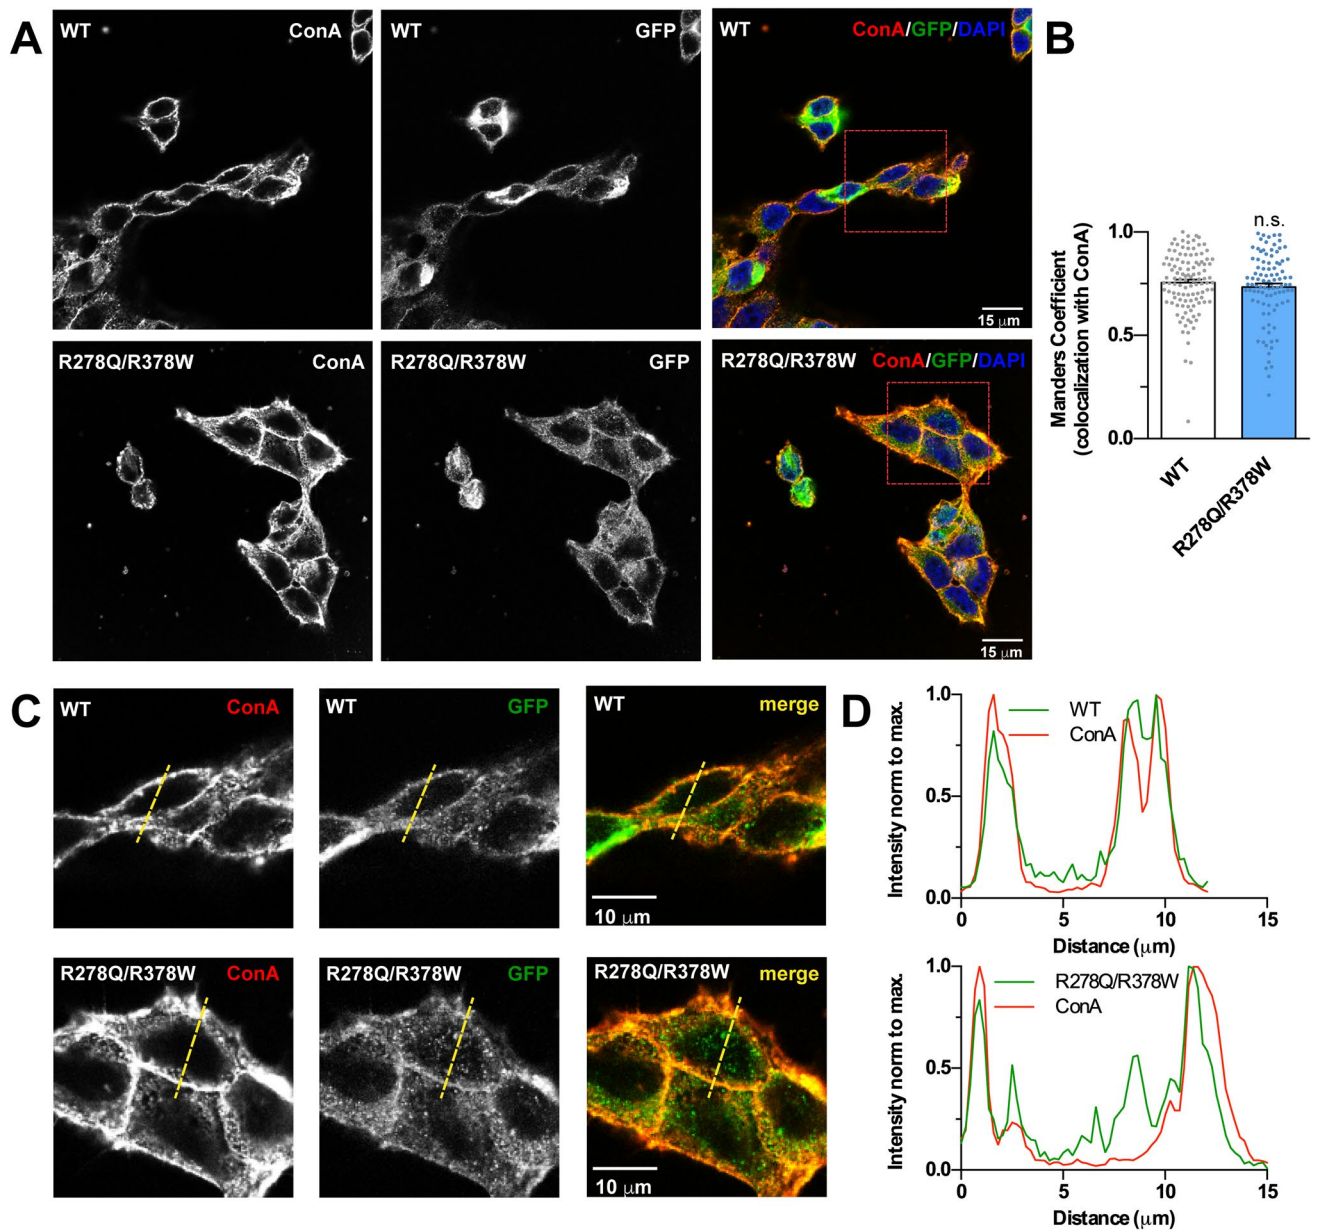 A
WT ConA
WT GFP
WT ConA/GFP/DAPI
15 μm
R278Q/R378W ConA
R278Q/R378W GFP
R278Q/R378W ConA/GFP/DAPI
15 μm
B
n.s.
Manders Coefficient
(colocalization with ConA)
1.0
0.5
0.0
WT
R278Q/R378W
C
WT ConA
WT GFP
WT merge
10 μm
R278Q/R378W ConA
R278Q/R378W GFP
R278Q/R378W merge
10 μm
D
Intensity norm to max.
1.0
0.5
0.0
WT
ConA
0 5 10 15
Distance (μm)
Intensity norm to max.
1.0
0.5
0.0
R278Q/R378W
ConA
0 5 10 15
Distance (μm)